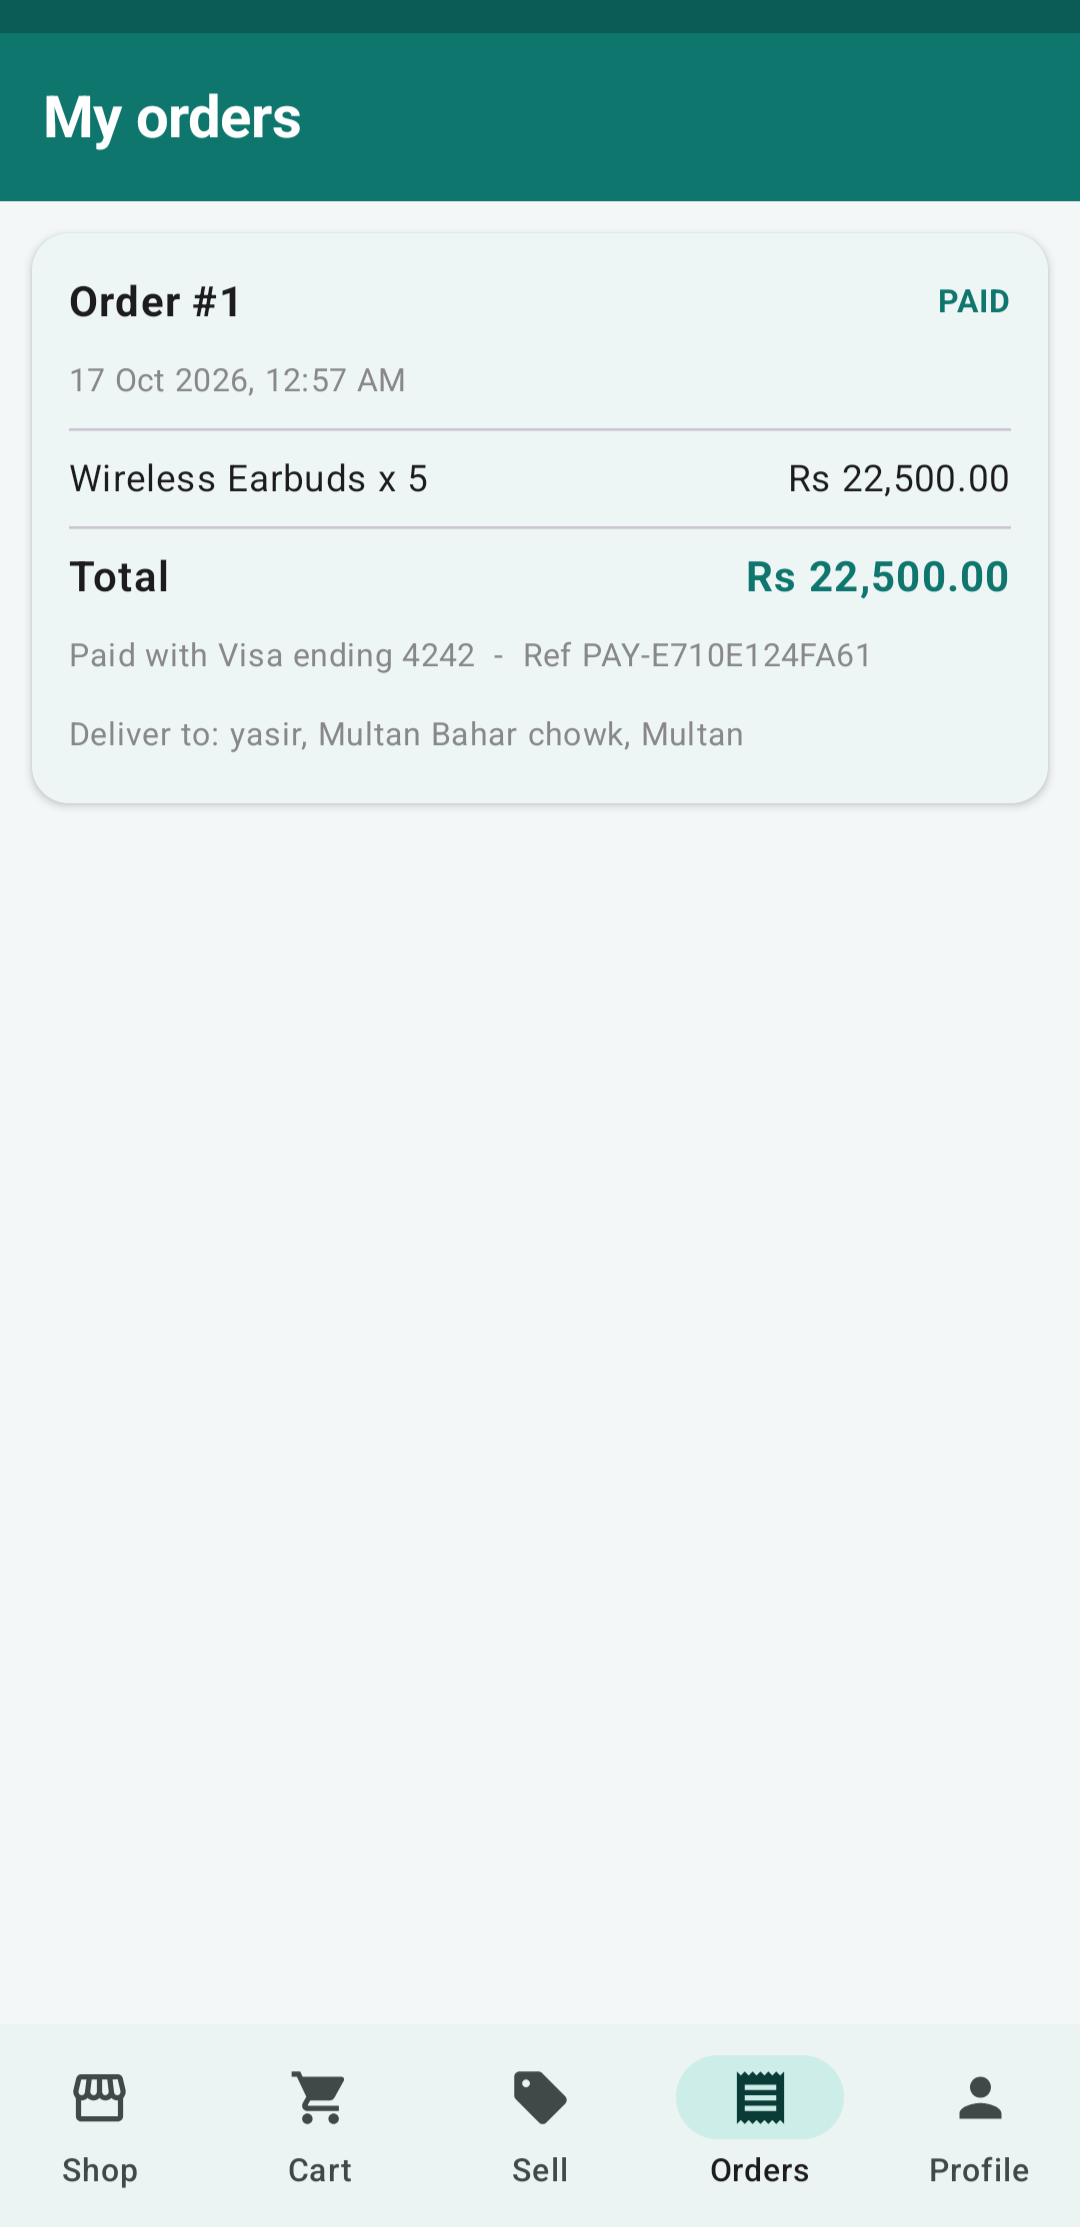 My orders
Order #1 PAID
17 Oct 2026, 12:57 AM
Wireless Earbuds x 5 Rs 22,500.00
Total Rs 22,500.00
Paid with Visa ending 4242 - Ref PAY-E710E124FA61
Deliver to: yasir, Multan Bahar chowk, Multan
Shop Cart Sell Orders Profile